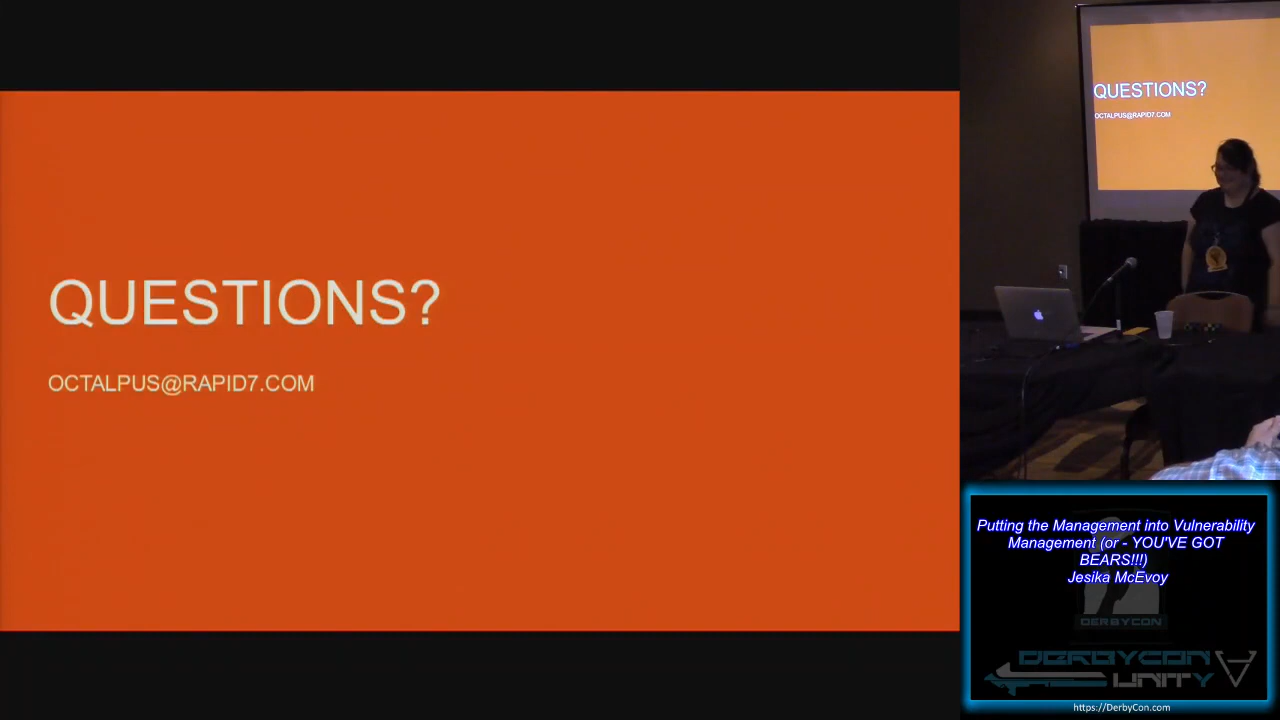 QUESTIONS?
OCTALPUS@RAPID7.COM
QUESTIONS?
OCTALPUS@RAPID7.COM
Putting the Management into Vulnerability
Management (or - YOU'VE GOT
BEARS!!!)
Jesika McEvoy
DERBYCON
DERBYCON
UNITY
https://DerbyCon.com